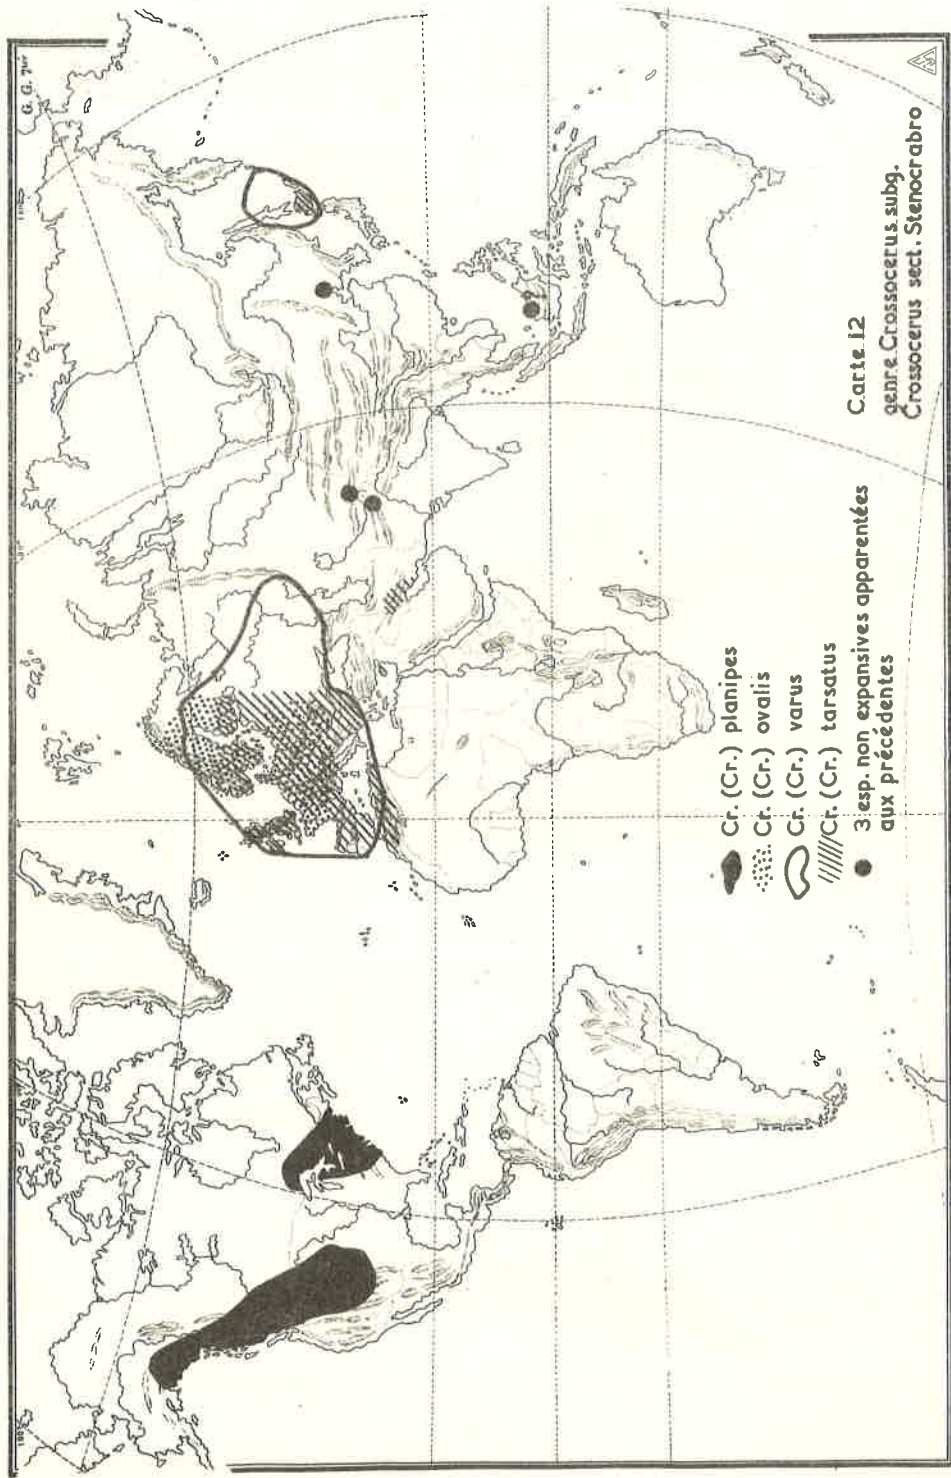 G. G. 7uv
Cr. (Cr.) planipes
Cr. (Cr.) ovalis
Cr. (Cr.) varus
Cr. (Cr.) tarsatus
3 esp. non expansives apparentées
aux précédentes
Carte 12
genre Crossocerus subg.
Crossocerus sect. Stenocrabro